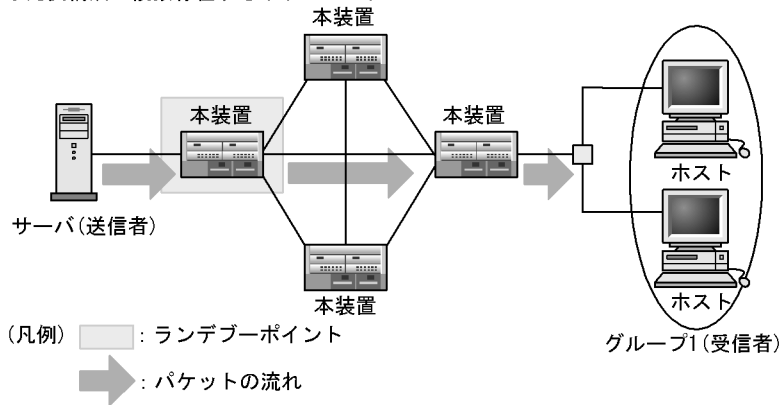 本装置
本装置
本装置
サーバ(送信者)
ホスト
本装置
ホスト
グループ1(受信者)
(凡例)
: ランデブーポイント
: パケットの流れ